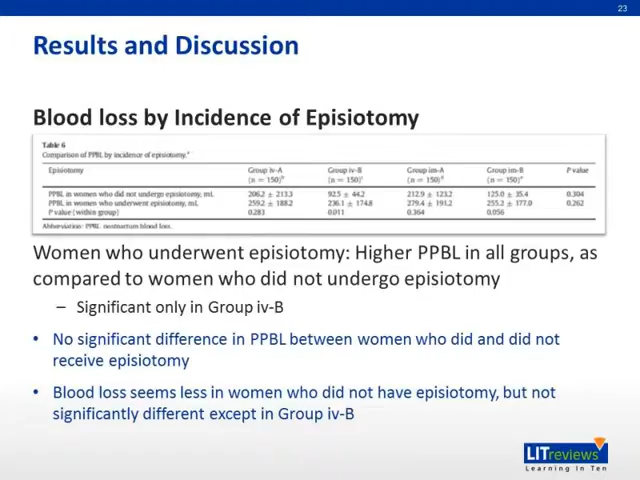 23
Results and Discussion
Blood loss by Incidence of Episiotomy
Table 6
Comparison of PPBL by incidence of episiotomy.a
Episiotomy Group iv-A Group iv-B Group im-A Group im-B P value
(n = 150) (n = 150) (n = 150) (n = 150)
PPBL in women who did not undergo episiotomy, mL 206.2 ± 213.3 92.5 ± 44.2 212.9 ± 123.2 125.0 ± 35.4 0.304
PPBL in women who underwent episiotomy, mL 259.2 ± 188.2 236.1 ± 174.8 279.4 ± 191.2 255.2 ± 177.0 0.262
P value (within group) 0.283 0.011 0.364 0.056
Abbreviation: PPBL, postpartum blood loss.
Women who underwent episiotomy: Higher PPBL in all groups, as
compared to women who did not undergo episiotomy
– Significant only in Group iv-B
• No significant difference in PPBL between women who did and did not
receive episiotomy
• Blood loss seems less in women who did not have episiotomy, but not
significantly different except in Group iv-B
LITreviews
Learning In Ten